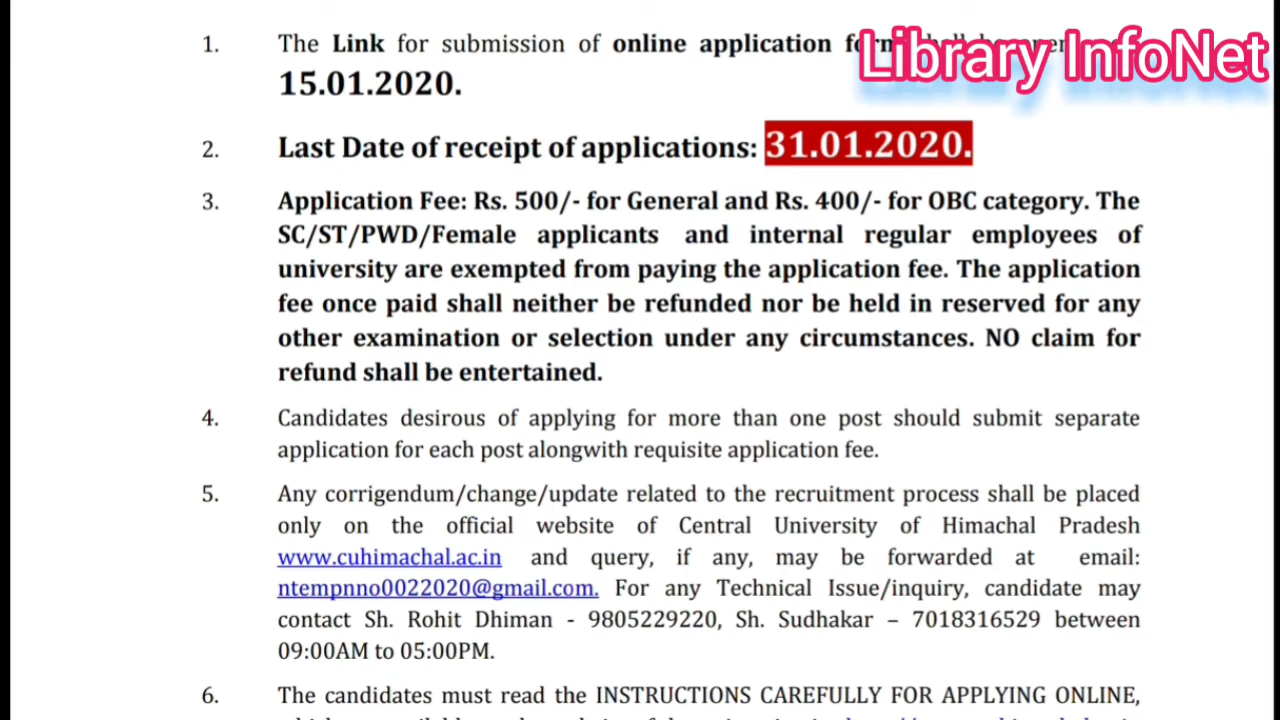 1. The Link for submission of online application form
Library InfoNet
15.01.2020.
2. Last Date of receipt of applications: 31.01.2020.
3. Application Fee: Rs. 500/- for General and Rs. 400/- for OBC category. The
SC/ST/PWD/Female applicants and internal regular employees of
university are exempted from paying the application fee. The application
fee once paid shall neither be refunded nor be held in reserved for any
other examination or selection under any circumstances. NO claim for
refund shall be entertained.
4. Candidates desirous of applying for more than one post should submit separate
application for each post alongwith requisite application fee.
5. Any corrigendum/change/update related to the recruitment process shall be placed
only on the official website of Central University of Himachal Pradesh
www.cuhimachal.ac.in and query, if any, may be forwarded at email:
ntempnno0022020@gmail.com. For any Technical Issue/inquiry, candidate may
contact Sh. Rohit Dhiman - 9805229220, Sh. Sudhakar – 7018316529 between
09:00AM to 05:00PM.
6. The candidates must read the INSTRUCTIONS CAREFULLY FOR APPLYING ONLINE,